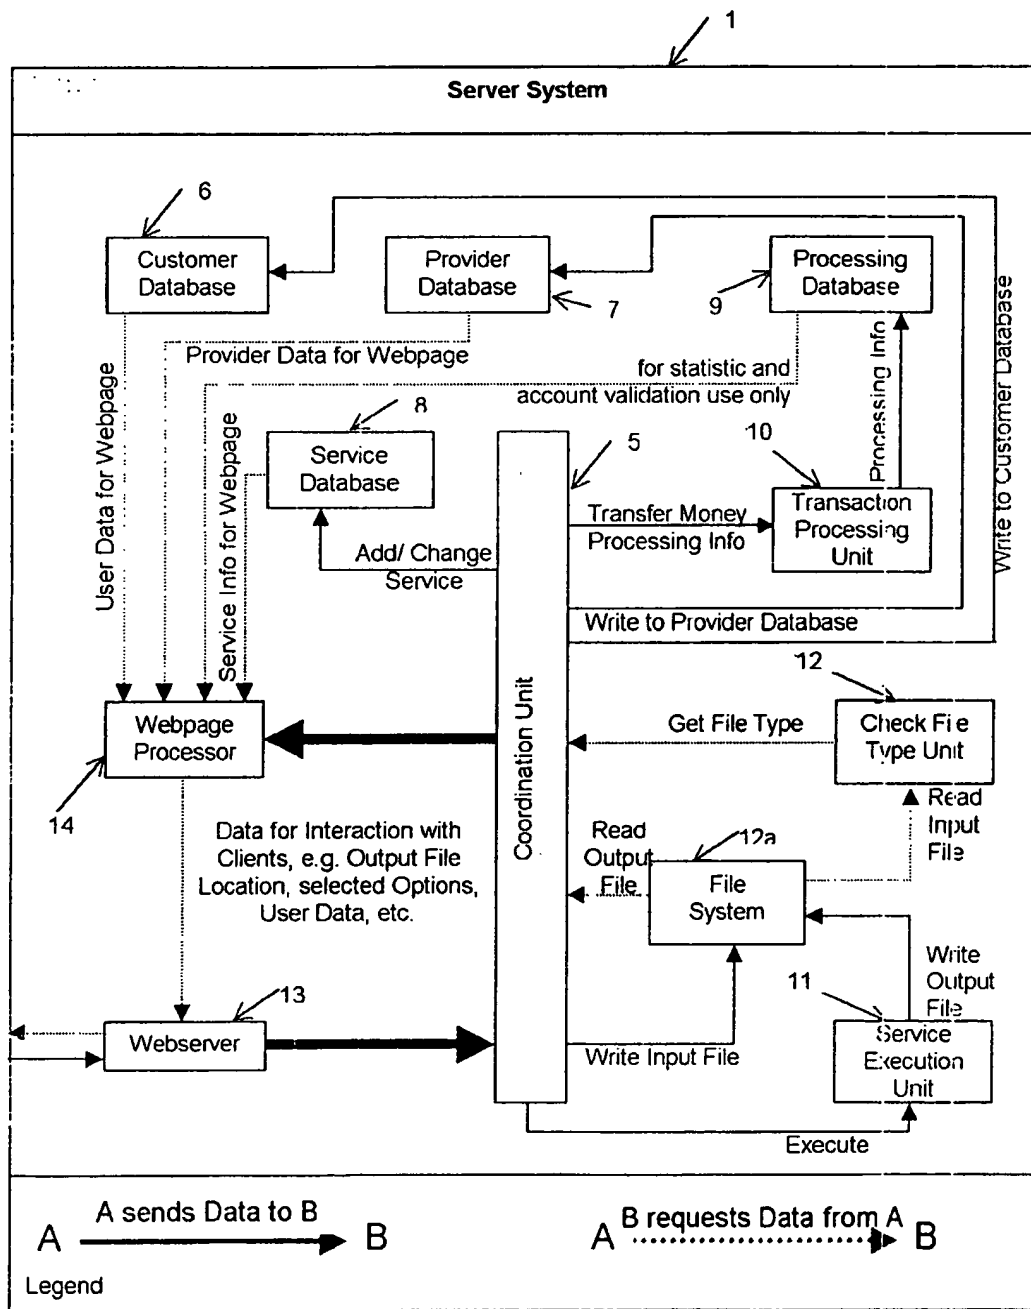 1
Server System
6
Customer
Database
Provider
Database
7
Processing
Database
9
Write to Customer Database
Provider Data for Webpage
User Data for Webpage
for statistic and
account validation use only
Processing Info
8
Service
Database
Service Info for Webpage
5
10
Transfer Money
Processing Info
Transaction
Processing
Unit
Add/ Change
Service
Write to Provider Database
12
Webpage
Processor
14
Coordination Unit
Get File Type
Check File
Type Unit
Read
Input
File
Data for Interaction with
Clients, e.g. Output File
Location, selected Options,
User Data, etc.
Read
Output
File
12a
File
System
Write
Output
File
13
Webserver
11
Write Input File
Service
Execution
Unit
Execute
A sends Data to B
A B
B requests Data from A
A B
Legend